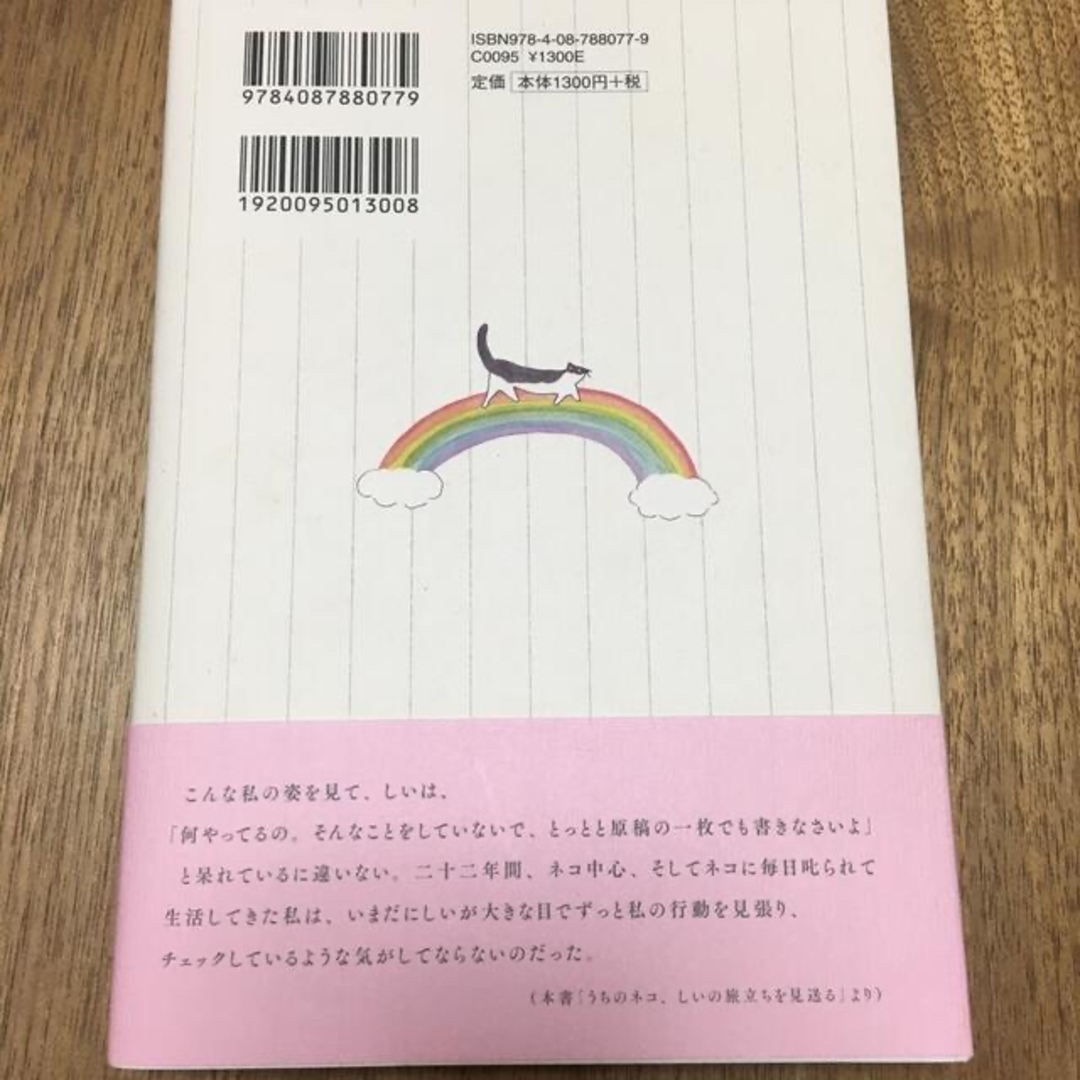 ISBN978-4-08-788077-9
C0095 ¥1300E
定価 本体1300円+税
9784087880779
1920095013008
こんな私の姿を見て、しいは、
「何やってるの。そんなことをしていないで、とっとと原稿の一枚でも書きなさいよ」
と呆れているに違いない。二十二年間、ネコ中心、そしてネコに毎日叱られて
生活してきた私は、いまだにしいが大きな目でずっと私の行動を見張り、
チェックしているような気がしてならないのだった。
(本書「うちのネコ、しいの旅立ちを見送る」より)